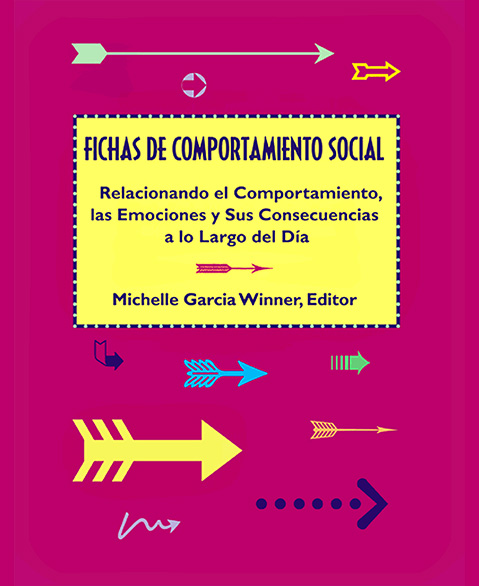 FICHAS DE COMPORTAMIENTO SOCIAL
Relacionando el Comportamiento,
las Emociones y Sus Consecuencias
a lo Largo del Día
Michelle Garcia Winner, Editor